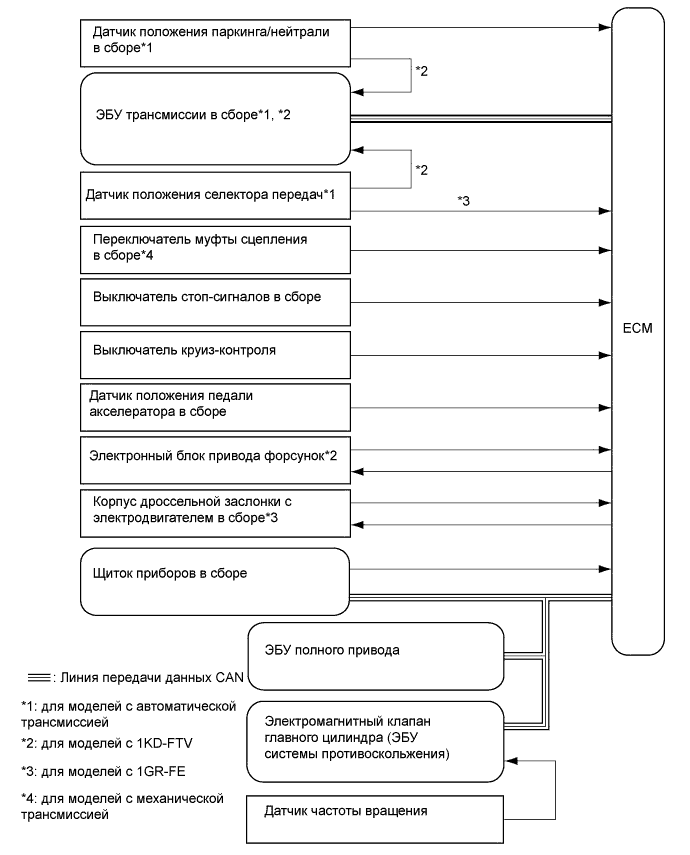 Датчик положения паркинга/нейтрали
в сборе*1
*2
ЭБУ трансмиссии в сборе*1, *2
*2
Датчик положения селектора передач*1
*3
Переключатель муфты сцепления
в сборе*4
Выключатель стоп-сигналов в сборе
ECM
Выключатель круиз-контроля
Датчик положения педали
акселератора в сборе
Электронный блок привода форсунок*2
Корпус дроссельной заслонки с
электродвигателем в сборе*3
Щиток приборов в сборе
ЭБУ полного привода
: Линия передачи данных CAN
*1: для моделей с автоматической
трансмиссией
*2: для моделей с 1KD-FTV
*3: для моделей с 1GR-FE
*4: для моделей с механической
трансмиссией
Электромагнитный клапан
главного цилиндра (ЭБУ
системы противоскольжения)
Датчик частоты вращения